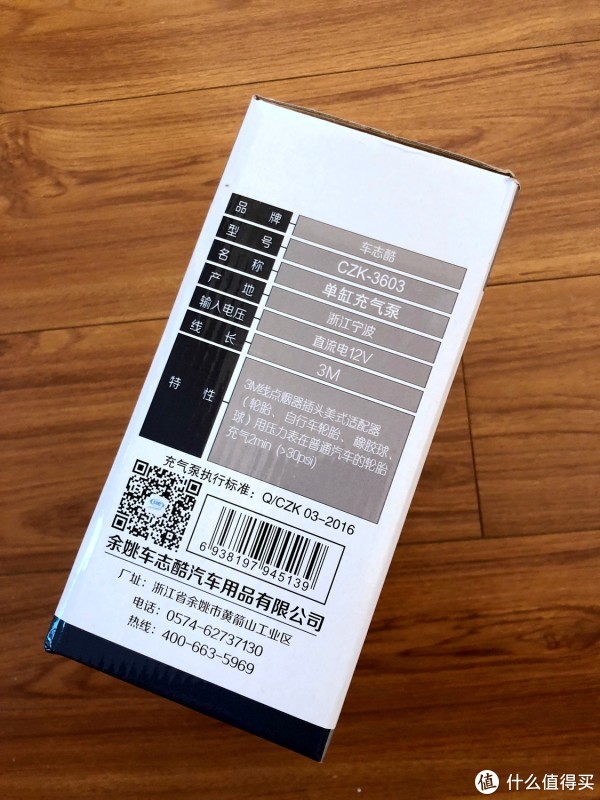 品牌 车志酷
型号 CZK-3603
名称 单缸充气泵
产地 浙江宁波
输入电压 直流电12V
线长 3M
特性 3M线点烟器插头美式适配器
（轮胎、自行车轮胎、橡胶球、
球）用压力表在普通汽车的轮胎
充气2min (>30psi)
充气泵执行标准：Q/CZK 03-2016
6 938197 945139
余姚车志酷汽车用品有限公司
厂址：浙江省余姚市黄箭山工业区
电话：0574-62737130
热线：400-663-5969
值 什么值得买